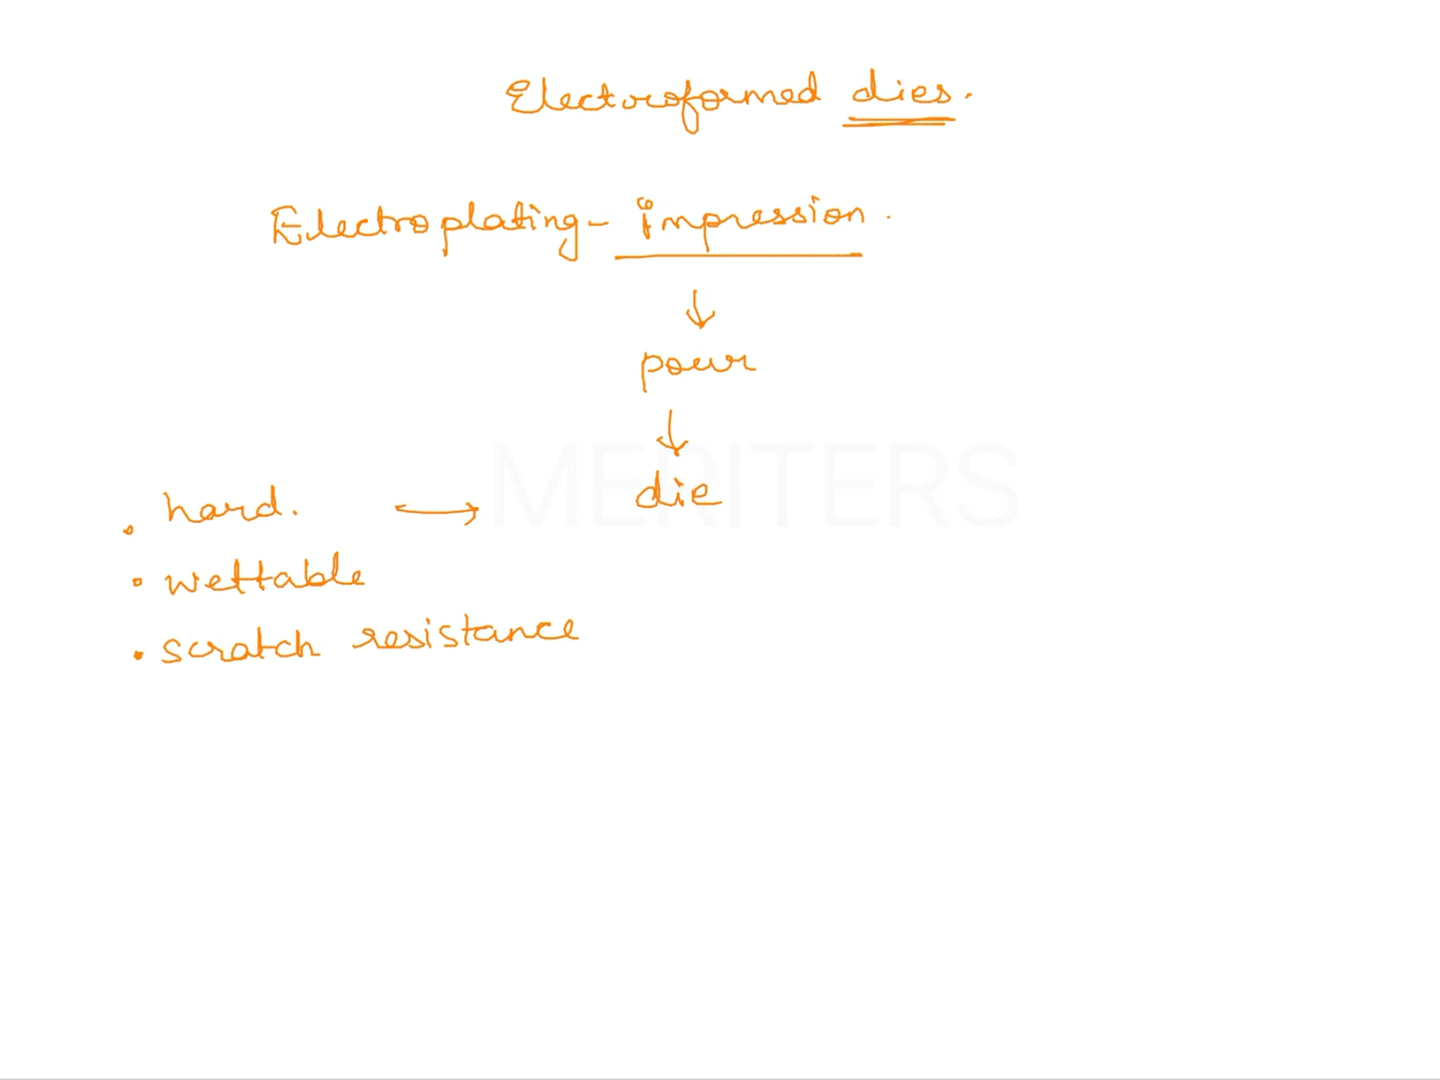 Electroformed dies.
Electroplating - impression.
↓
pour
↓
MERITERS
die
• hard. ⟷
• wettable
• scratch resistance